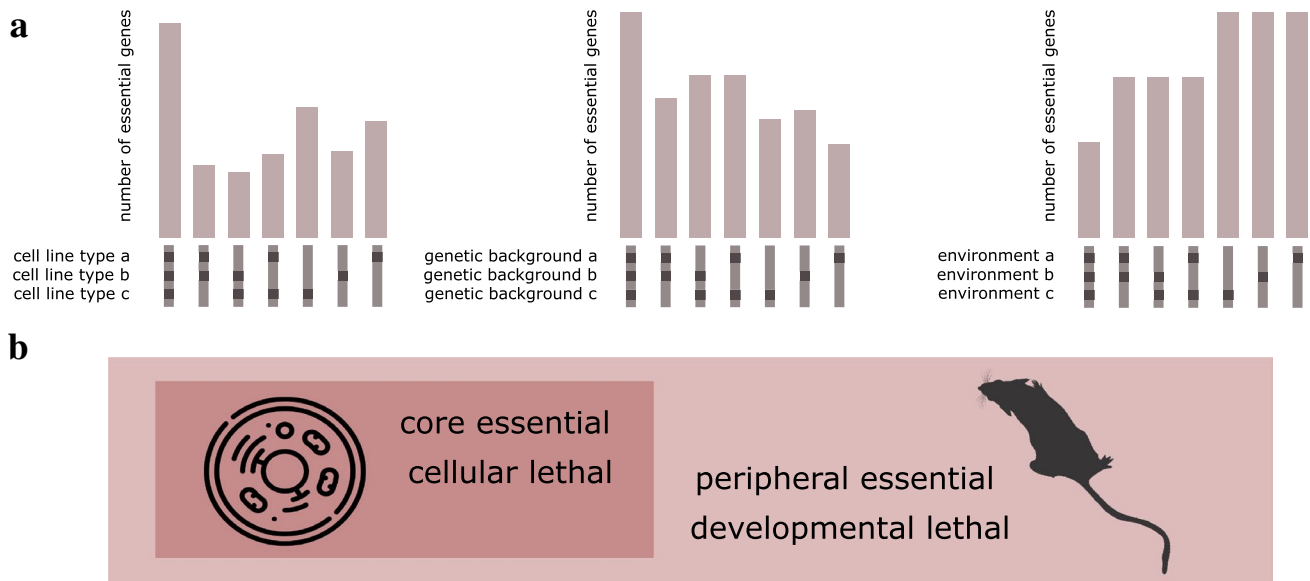 a
number of essential genes
cell line type a
cell line type b
cell line type c
number of essential genes
genetic background a
genetic background b
genetic background c
number of essential genes
environment a
environment b
environment c
b
core essential
cellular lethal
peripheral essential
developmental lethal